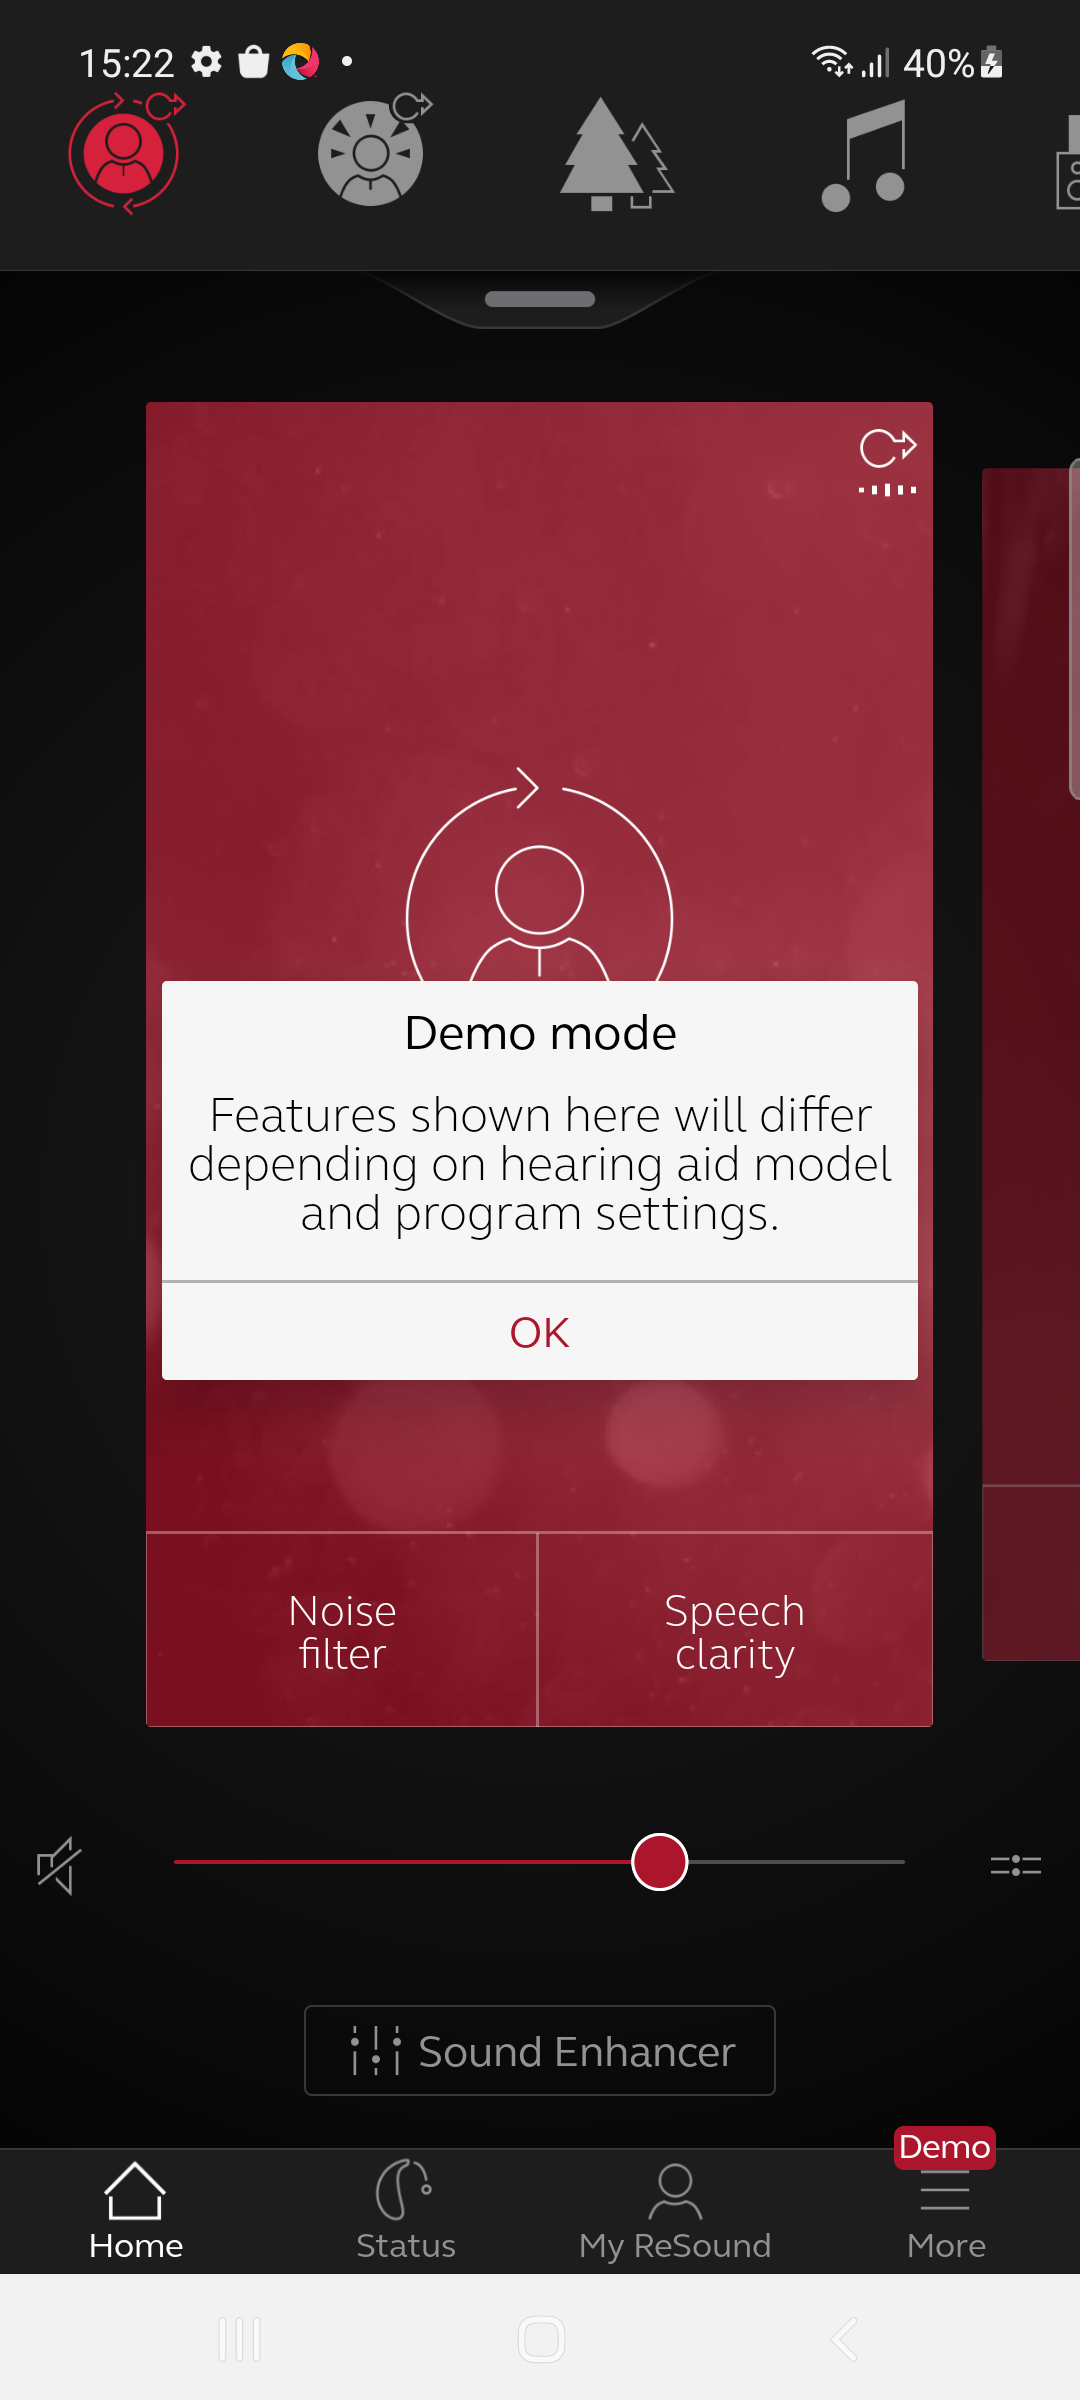 15:22
40%
Demo mode
Features shown here will differ
depending on hearing aid model
and program settings.
OK
Noise
filter
Speech
clarity
Sound Enhancer
Demo
Home
Status
My ReSound
More